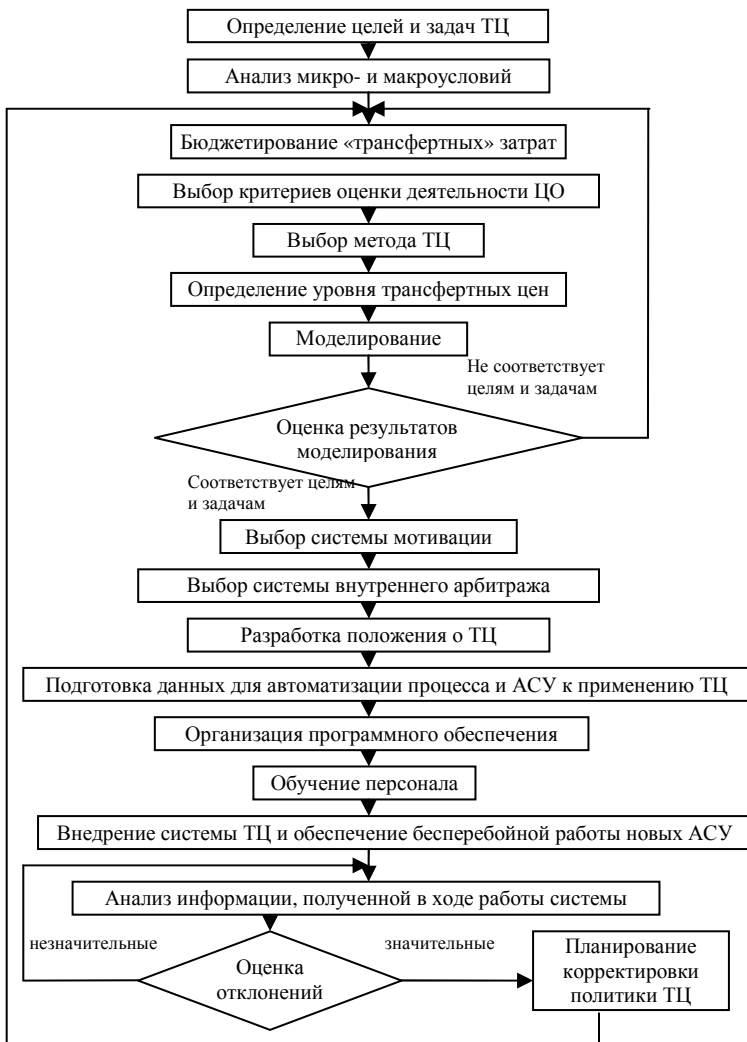 Определение целей и задач ТЦ
Анализ микро- и макроусловий
Бюджетирование «трансфертных» затрат
Выбор критериев оценки деятельности ЦО
Выбор метода ТЦ
Определение уровня трансфертных цен
Моделирование
Не соответствует
целям и задачам
Оценка результатов
моделирования
Соответствует целям
и задачам
Выбор системы мотивации
Выбор системы внутреннего арбитража
Разработка положения о ТЦ
Подготовка данных для автоматизации процесса и АСУ к применению ТЦ
Организация программного обеспечения
Обучение персонала
Внедрение системы ТЦ и обеспечение бесперебойной работы новых АСУ
Анализ информации, полученной в ходе работы системы
незначительные
Оценка
отклонений
значительные
Планирование
корректировки
политики ТЦ